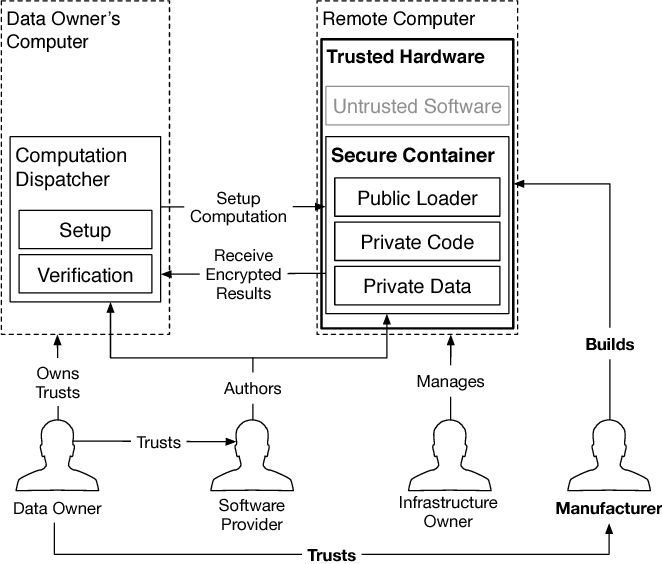 Data Owner's
Computer
Remote Computer
Trusted Hardware
Untrusted Software
Computation
Dispatcher
Secure Container
Setup
Verification
Setup
Computation
Public Loader
Private Code
Private Data
Receive
Encrypted
Results
Owns
Trusts
Authors
Manages
Builds
Trusts
Data Owner
Software
Provider
Infrastructure
Owner
Manufacturer
Trusts